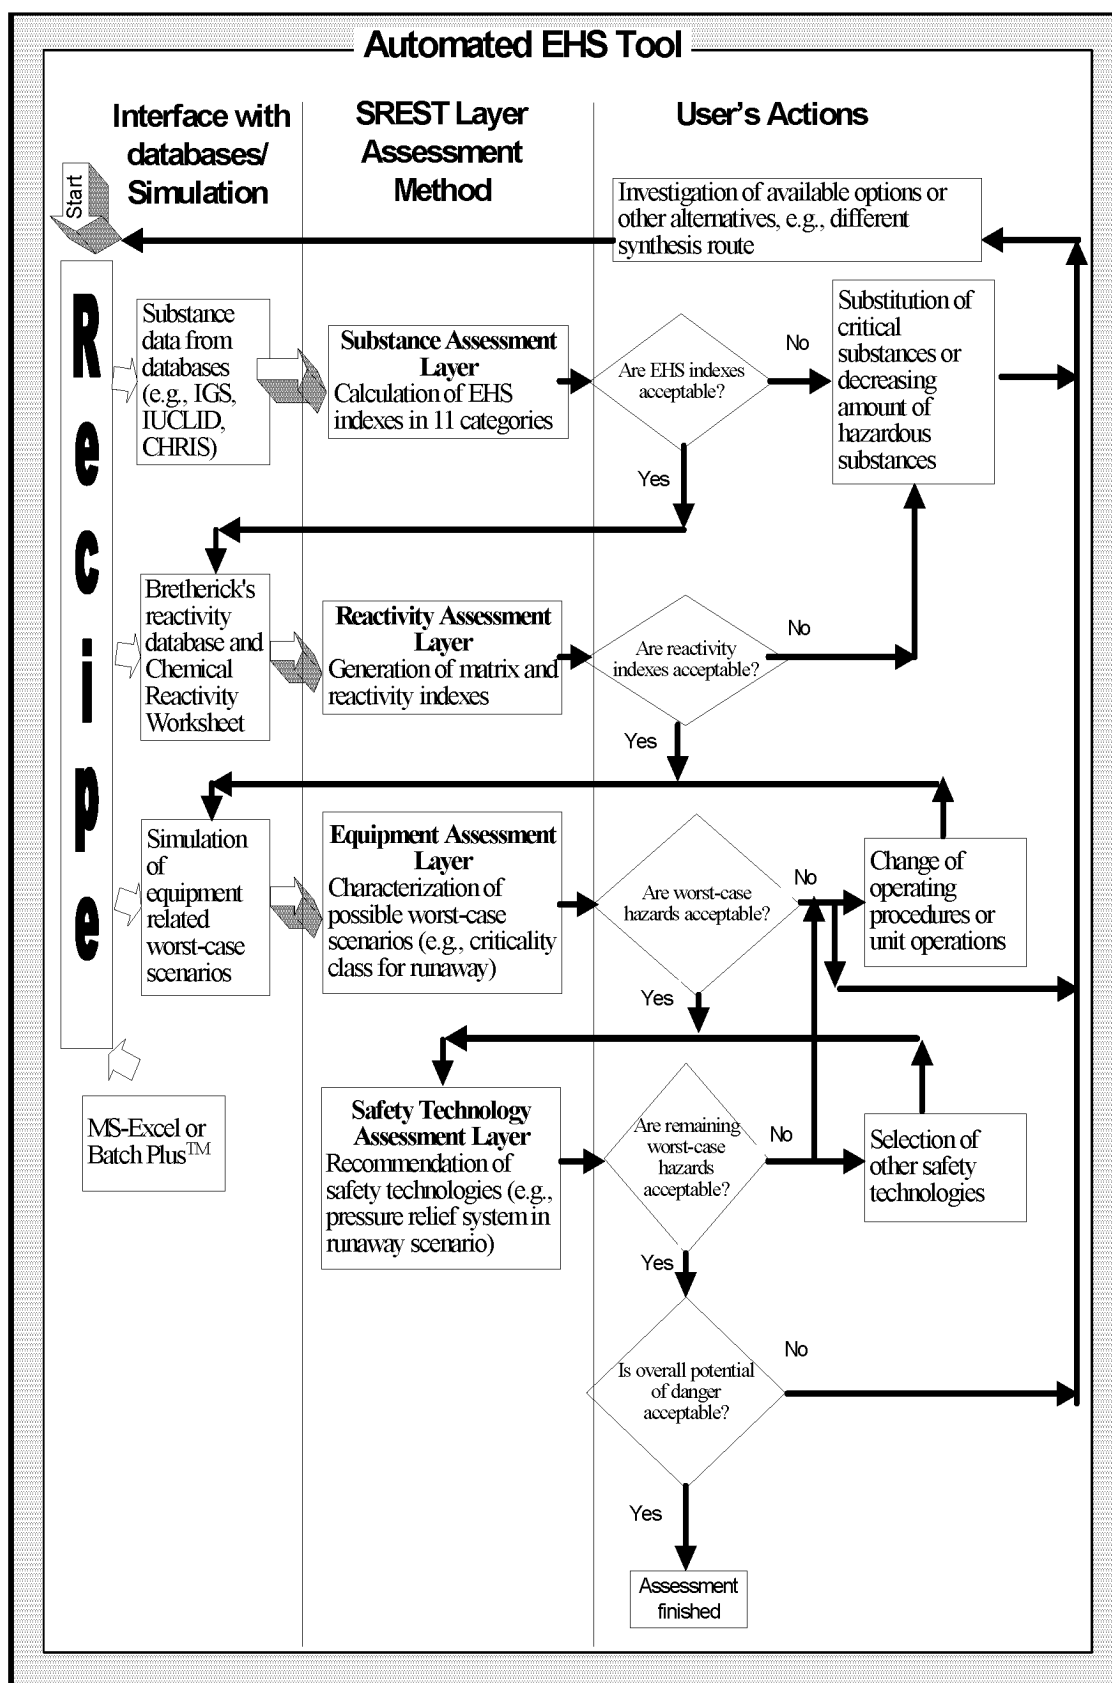 Automated EHS Tool
Interface with
databases/
Simulation
SREST Layer
Assessment
Method
User's Actions
Start
Investigation of available options or
other alternatives, e.g., different
synthesis route
Recipe
Substance
data from
databases
(e.g., IGS,
IUCLID,
CHRIS)
Substance Assessment
Layer
Calculation of EHS
indexes in 11 categories
Are EHS indexes
acceptable?
No
Yes
Substitution of
critical
substances or
decreasing
amount of
hazardous
substances
Bretherick's
reactivity
database and
Chemical
Reactivity
Worksheet
Reactivity Assessment
Layer
Generation of matrix and
reactivity indexes
Are reactivity
indexes acceptable?
No
Yes
Simulation
of
equipment
related
worst-case
scenarios
Equipment Assessment
Layer
Characterization of
possible worst-case
scenarios (e.g., criticality
class for runaway)
Are worst-case
hazards acceptable?
No
Yes
Change of
operating
procedures or
unit operations
MS-Excel or
Batch Plus™
Safety Technology
Assessment Layer
Recommendation of
safety technologies (e.g.,
pressure relief system in
runaway scenario)
Are remaining
worst-case
hazards
acceptable?
No
Yes
Selection of
other safety
technologies
Is overall potential
of danger
acceptable?
No
Yes
Assessment
finished